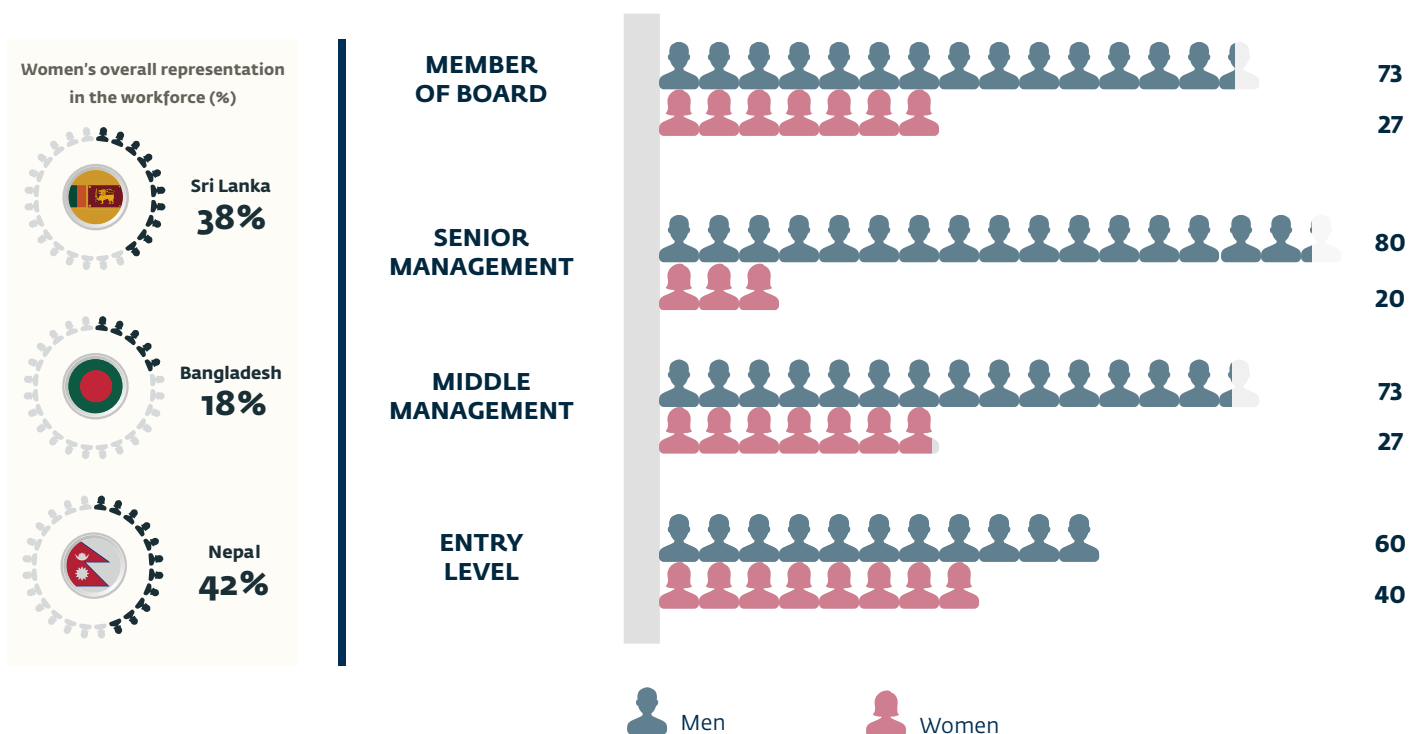 Women's overall representation
in the workforce (%)
Sri Lanka
38%
Bangladesh
18%
Nepal
42%
MEMBER
OF BOARD
73
27
SENIOR
MANAGEMENT
80
20
MIDDLE
MANAGEMENT
73
27
ENTRY
LEVEL
60
40
Men
Women